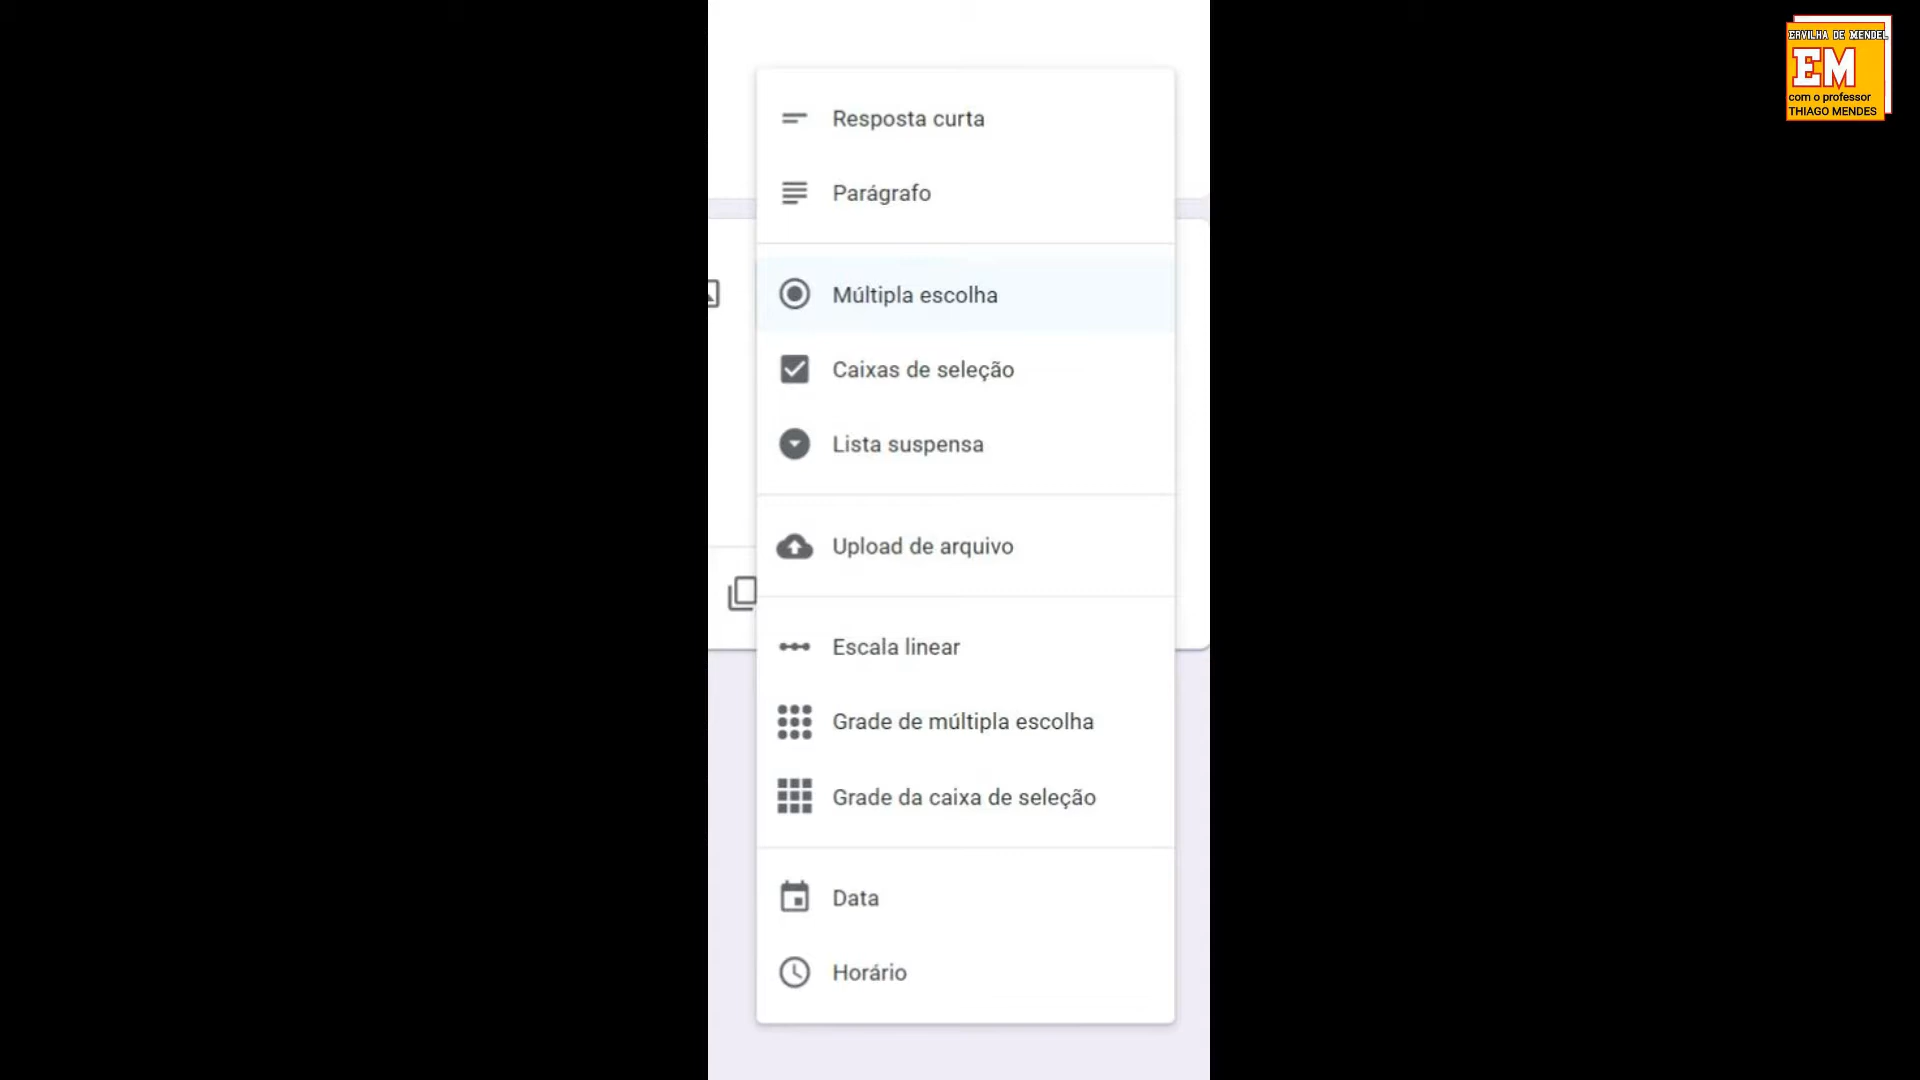 ERVILHA DE MENDEL
EM
com o professor
THIAGO MENDES
Resposta curta
Parágrafo
Múltipla escolha
Caixas de seleção
Lista suspensa
Upload de arquivo
Escala linear
Grade de múltipla escolha
Grade da caixa de seleção
Data
Horário